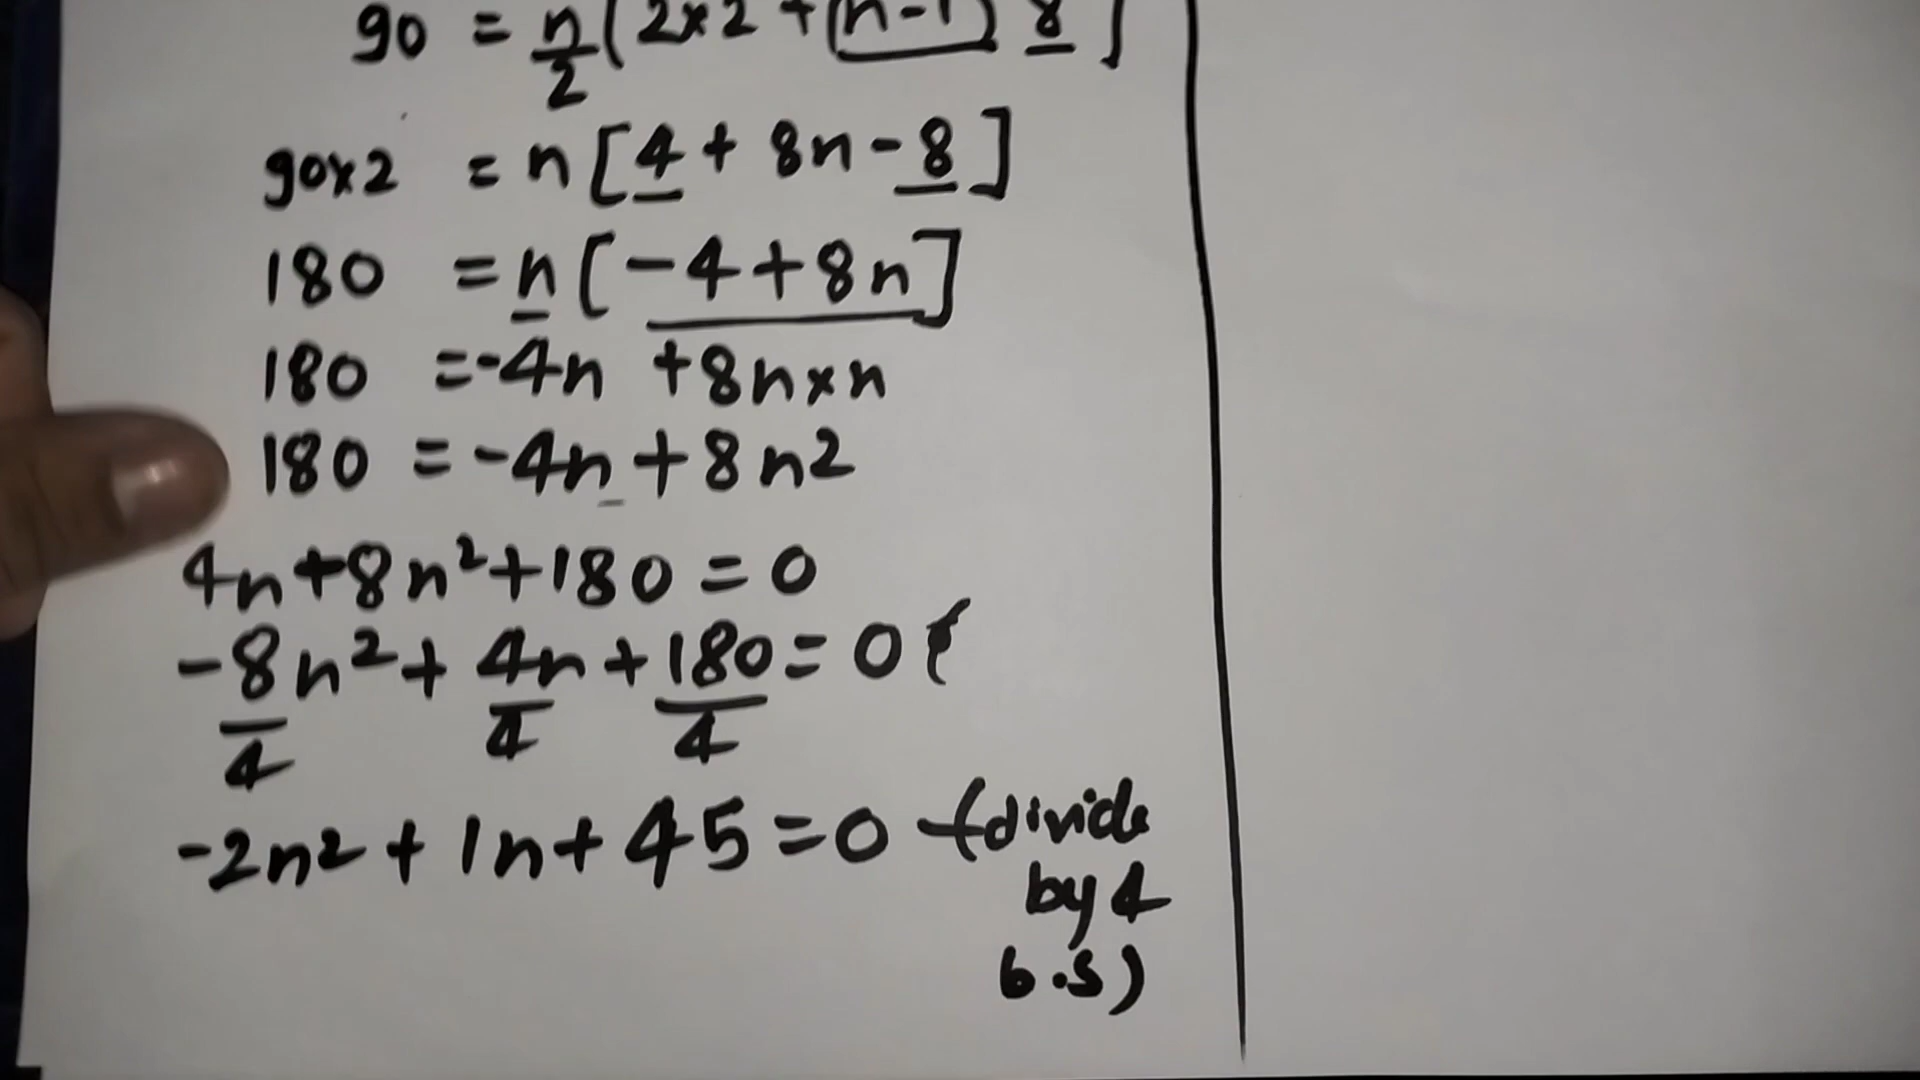 90 = n/2 [2×2 + (n-1) 8]
90×2 = n [4 + 8n - 8]
180 = n [-4 + 8n]
180 = -4n + 8n×n
180 = -4n + 8n2
4n + 8n² + 180 = 0
-8n²/4 + 4n/4 + 180/4 = 0 (
-2n2 + 1n + 45 = 0 - (divide
by 4
b.s)